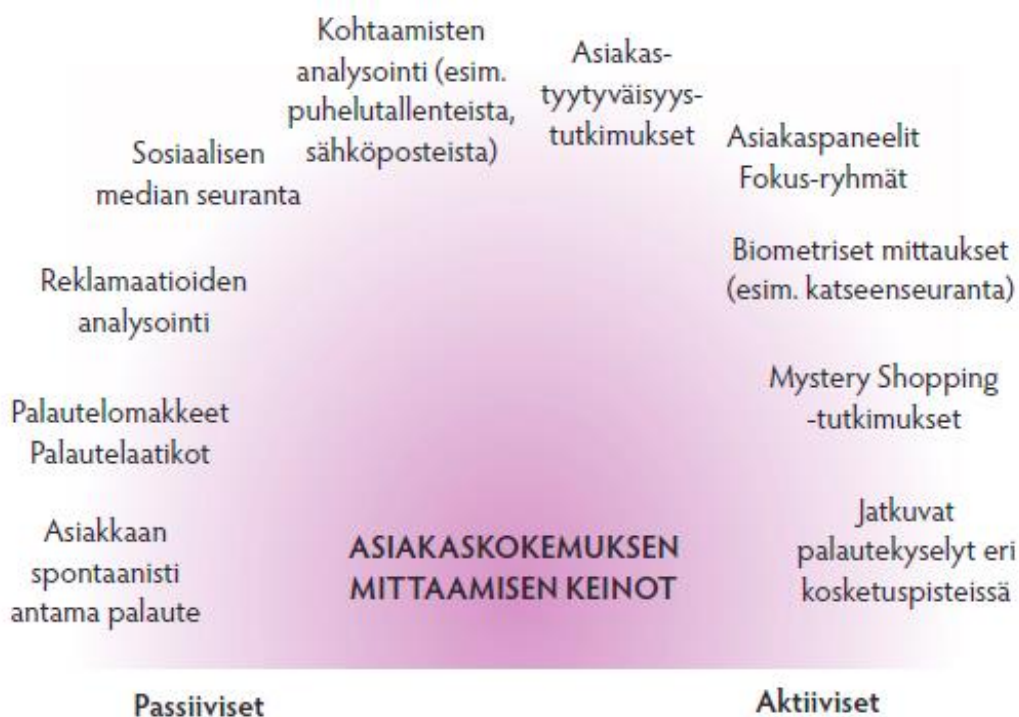 Kohtaamisten
analysointi (esim.
puhelutallenteista,
sähköposteista)
Asiakas-
tyytyväisyys-
tutkimukset
Asiakaspaneelit
Fokus-ryhmät
Sosiaalisen
median seuranta
Biometriset mittaukset
(esim. katseenseuranta)
Reklamaatioiden
analysointi
Mystery Shopping
-tutkimukset
Palautelomakkeet
Palautelaatikot
Jatkuvat
palautekyselyt eri
kosketuspisteissä
Asiakkaan
spontaanisti
antama palaute
ASIAKASKOKEMUKSEN
MITTAAMISEN KEINOT
Passiiviset
Aktiiviset